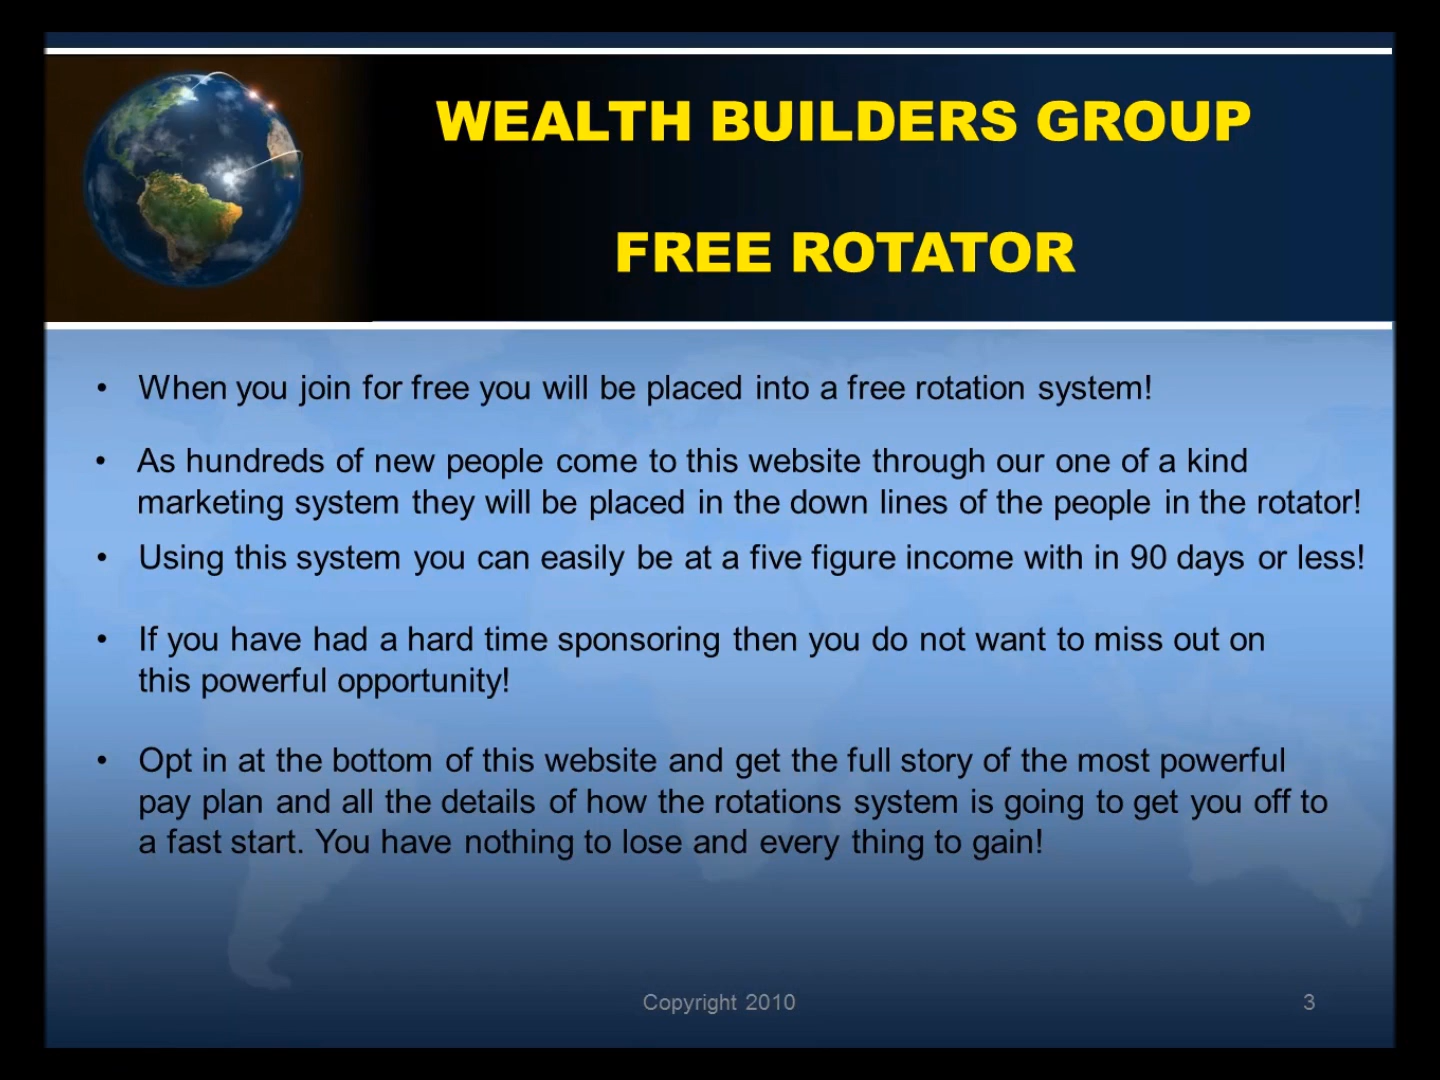 WEALTH BUILDERS GROUP
FREE ROTATOR
• When you join for free you will be placed into a free rotation system!
• As hundreds of new people come to this website through our one of a kind
marketing system they will be placed in the down lines of the people in the rotator!
• Using this system you can easily be at a five figure income with in 90 days or less!
• If you have had a hard time sponsoring then you do not want to miss out on
this powerful opportunity!
• Opt in at the bottom of this website and get the full story of the most powerful
pay plan and all the details of how the rotations system is going to get you off to
a fast start. You have nothing to lose and every thing to gain!
Copyright 2010
3